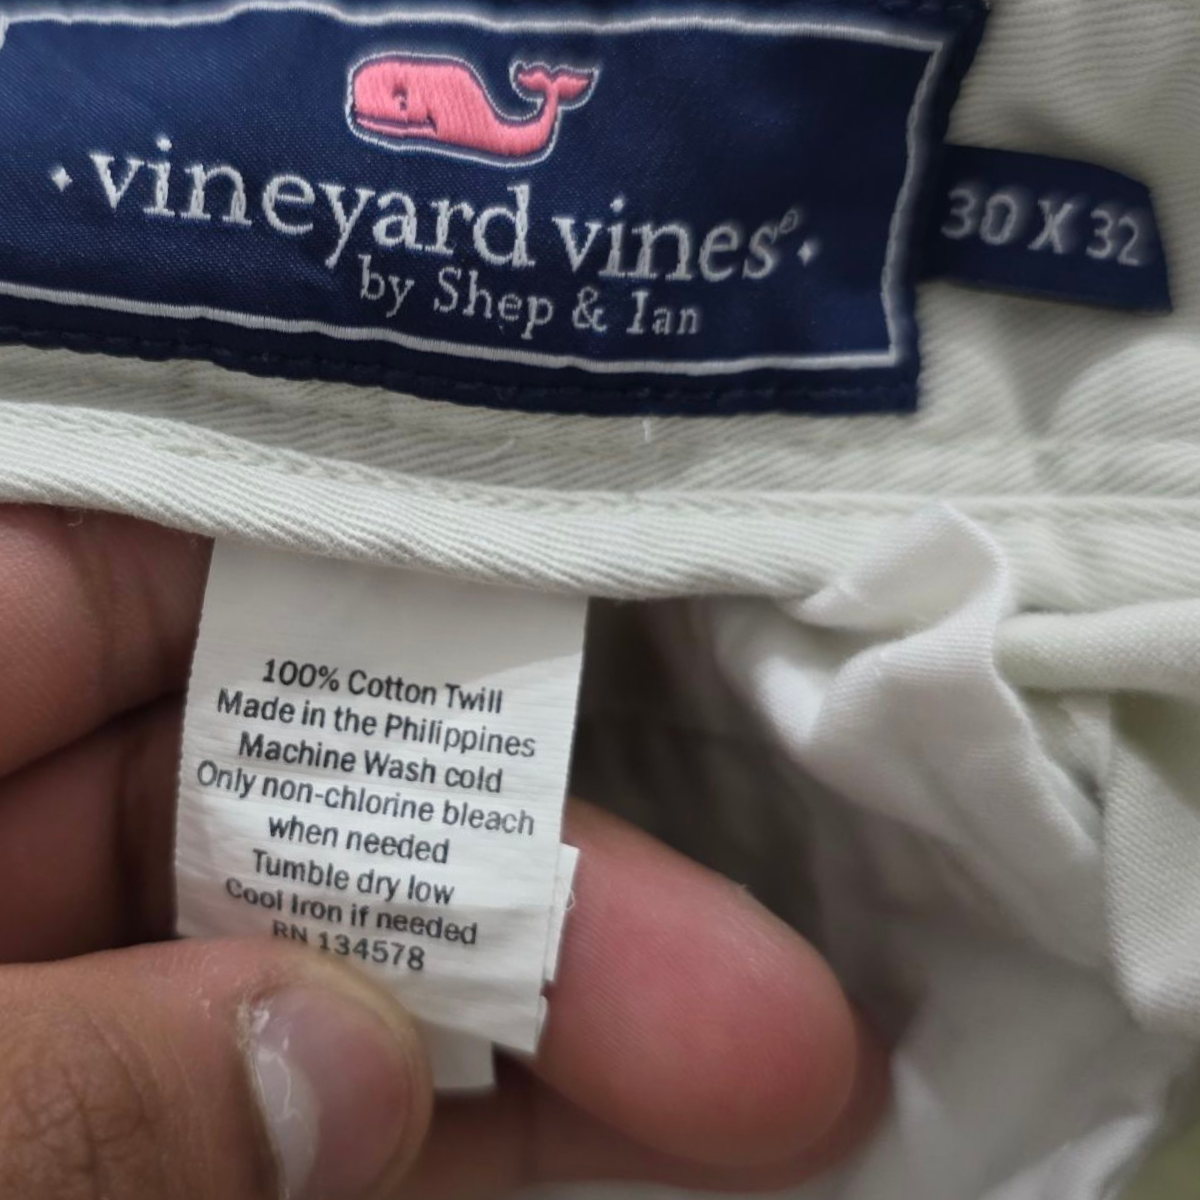 · vineyard vines® ·
by Shep & Ian
30 X 32
100% Cotton Twill
Made in the Philippines
Machine Wash cold
Only non-chlorine bleach
when needed
Tumble dry low
Cool Iron if needed
RN 134578